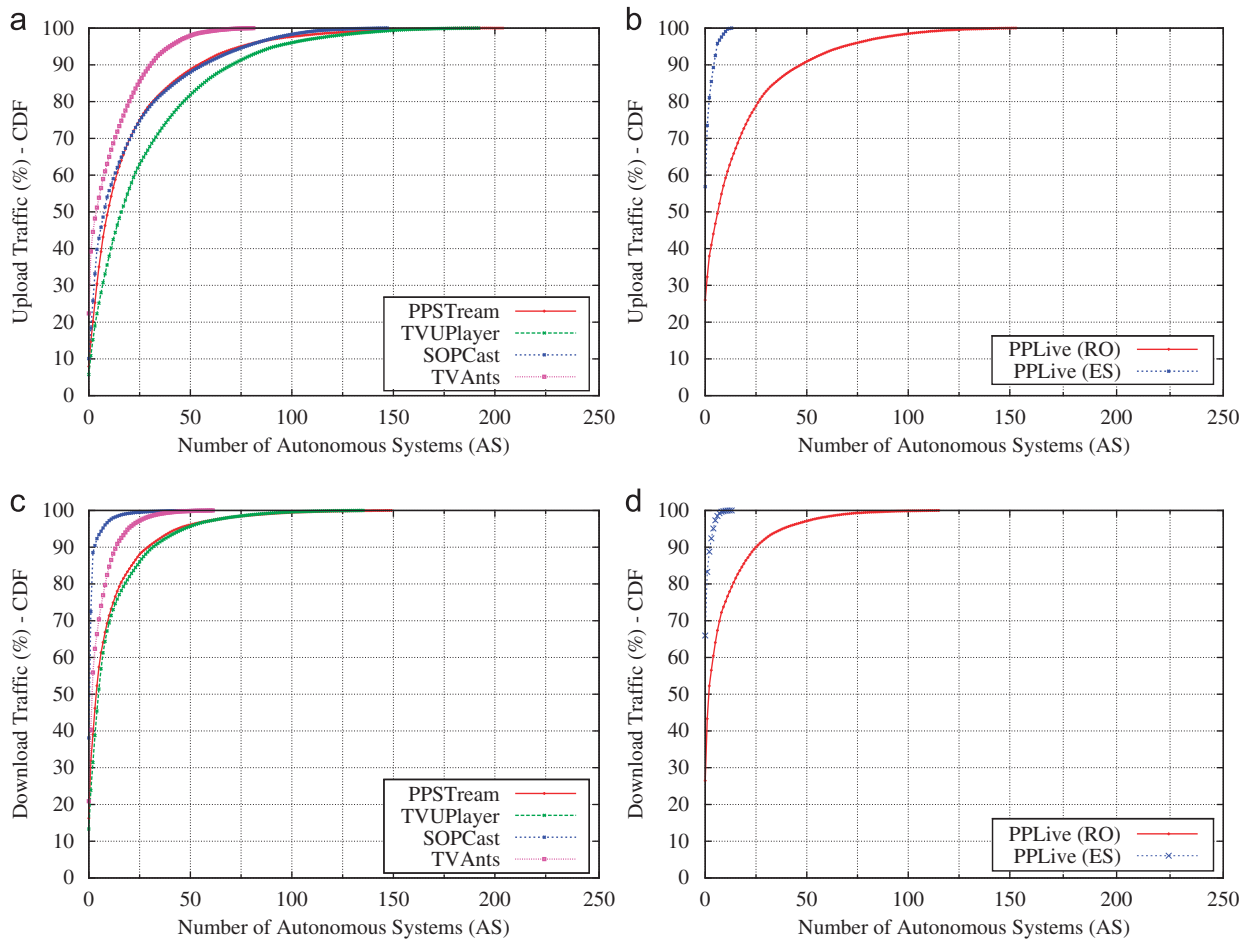 a
100
90
80
70
60
50
40
30
20
10
0
Upload Traffic (%) - CDF
0 50 100 150 200 250
Number of Autonomous Systems (AS)
PPSTream
TVUPlayer
SOPCast
TVAnts
b
100
90
80
70
60
50
40
30
20
10
0
Upload Traffic (%) - CDF
0 50 100 150 200 250
Number of Autonomous Systems (AS)
PPLive (RO)
PPLive (ES)
c
100
90
80
70
60
50
40
30
20
10
0
Download Traffic (%) - CDF
0 50 100 150 200 250
Number of Autonomous Systems (AS)
PPSTream
TVUPlayer
SOPCast
TVAnts
d
100
90
80
70
60
50
40
30
20
10
0
Download Traffic (%) - CDF
0 50 100 150 200 250
Number of Autonomous Systems (AS)
PPLive (RO)
PPLive (ES)